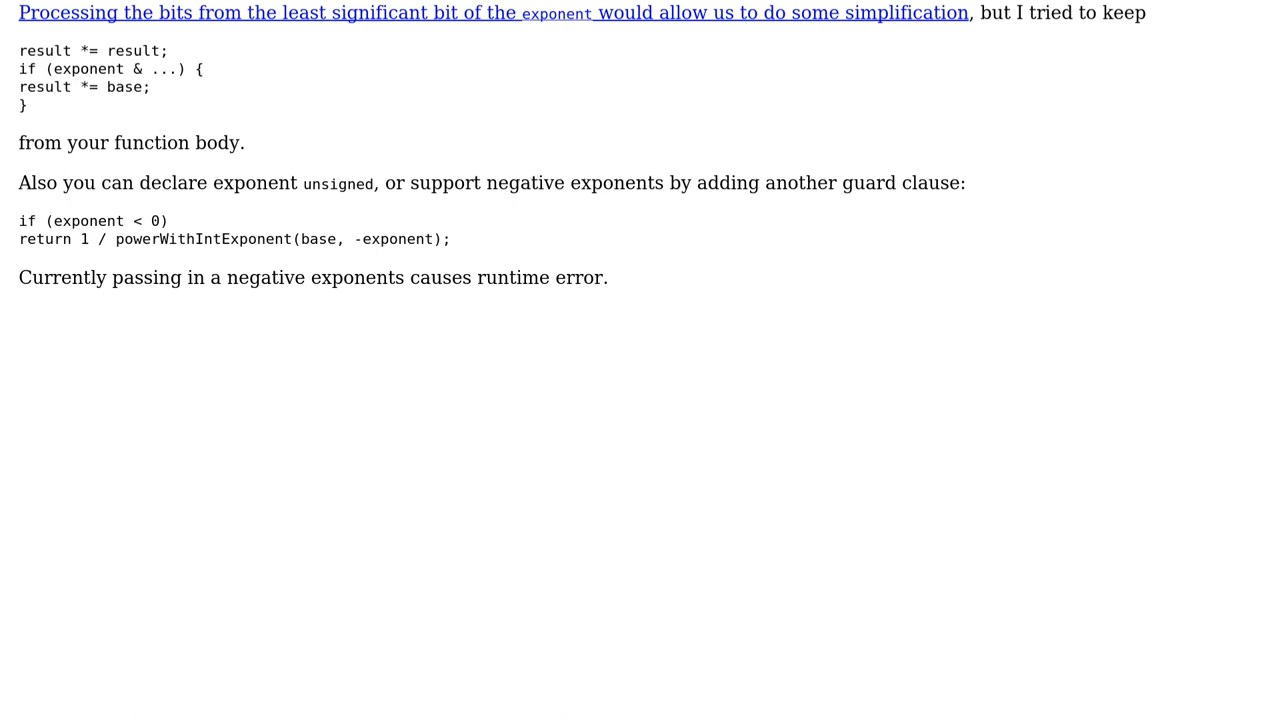 Processing the bits from the least significant bit of the exponent would allow us to do some simplification, but I tried to keep
result *= result;
if (exponent & ...) {
result *= base;
}
from your function body.
Also you can declare exponent unsigned, or support negative exponents by adding another guard clause:
if (exponent < 0)
return 1 / powerWithIntExponent(base, -exponent);
Currently passing in a negative exponents causes runtime error.